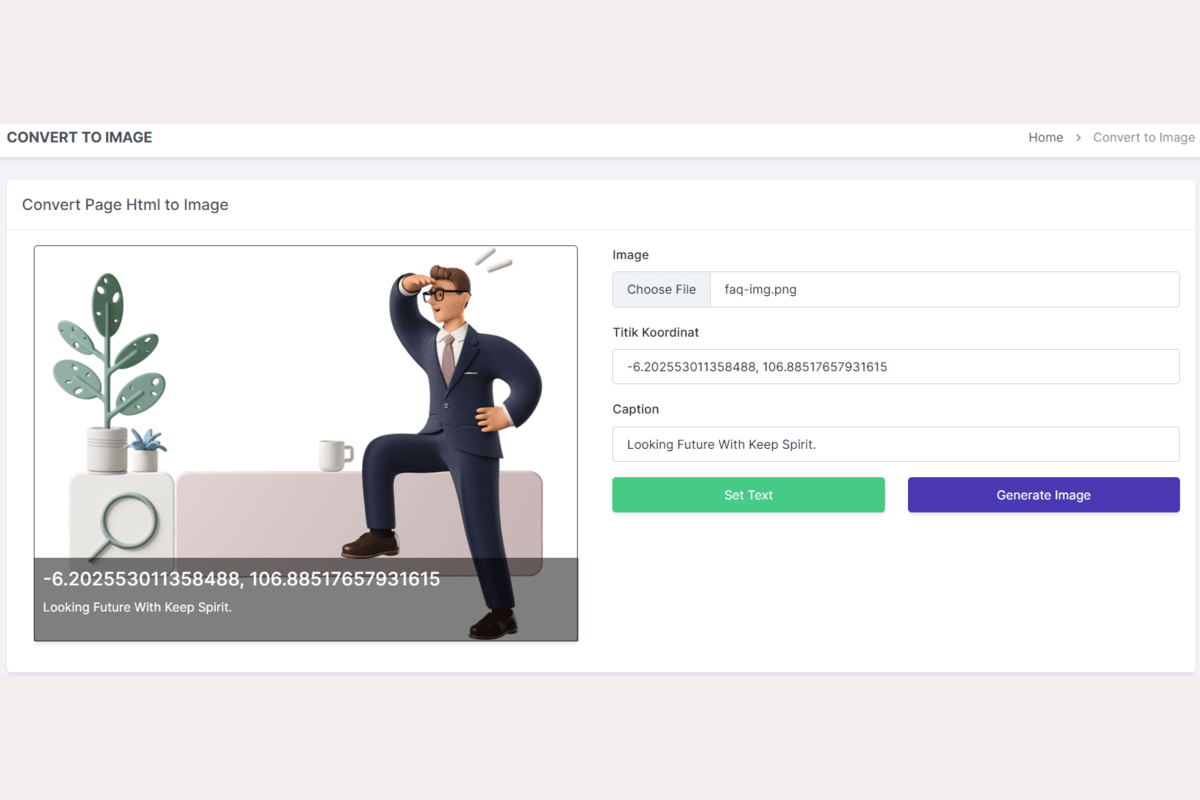 CONVERT TO IMAGE
Home > Convert to Image
Convert Page Html to Image
-6.202553011358488, 106.88517657931615
Looking Future With Keep Spirit.
Image
Choose File faq-img.png
Titik Koordinat
-6.202553011358488, 106.88517657931615
Caption
Looking Future With Keep Spirit.
Set Text Generate Image